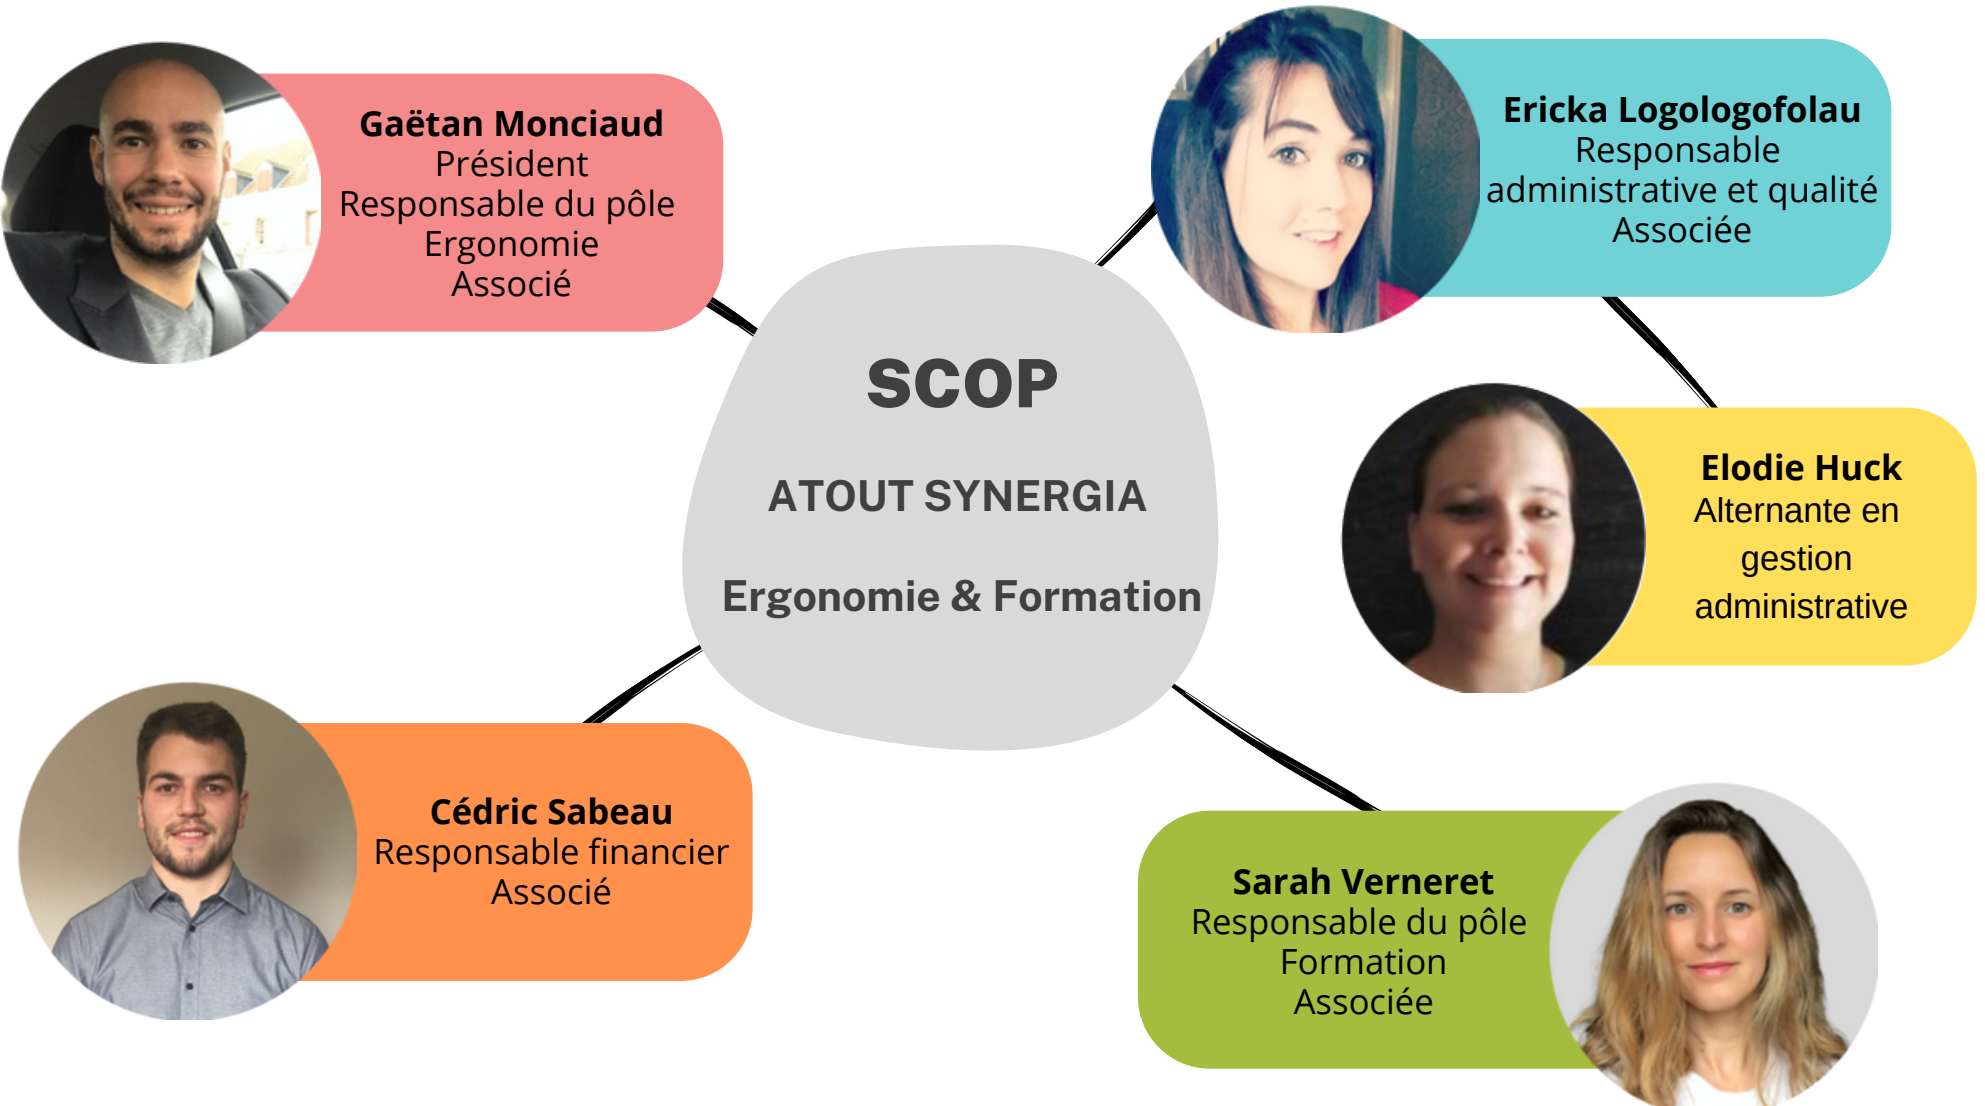 Gaëtan Monciaud
Président
Responsable du pôle
Ergonomie
Associé
Ericka Logologofolau
Responsable
administrative et qualité
Associée
SCOP
ATOUT SYNERGIA
Ergonomie & Formation
Elodie Huck
Alternante en
gestion
administrative
Cédric Sabeau
Responsable financier
Associé
Sarah Verneret
Responsable du pôle
Formation
Associée